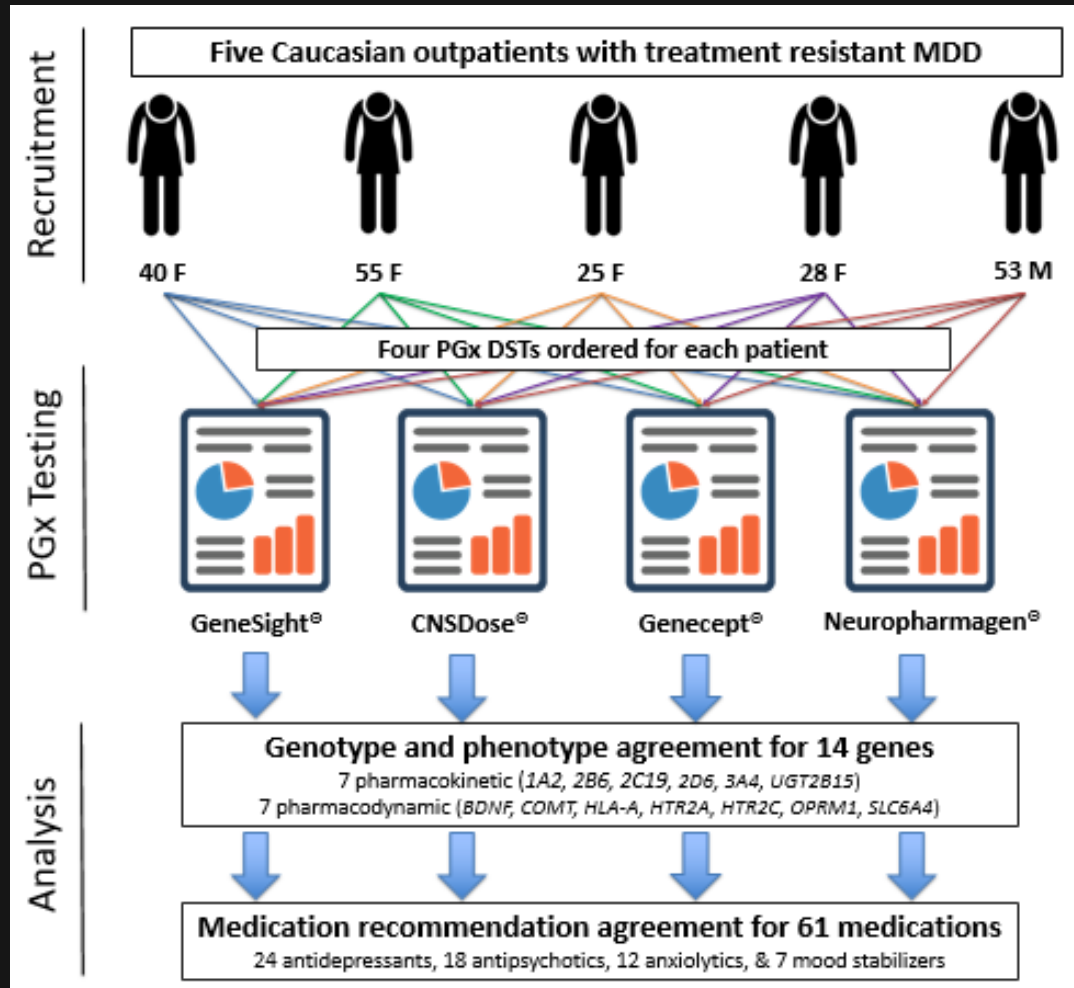 Recruitment
Five Caucasian outpatients with treatment resistant MDD
40 F
55 F
25 F
28 F
53 M
PGx Testing
Four PGx DSTs ordered for each patient
GeneSight®
CNSDose®
Genecept®
Neuropharmagen®
Analysis
Genotype and phenotype agreement for 14 genes
7 pharmacokinetic (1A2, 2B6, 2C19, 2D6, 3A4, UGT2B15)
7 pharmacodynamic (BDNF, COMT, HLA-A, HTR2A, HTR2C, OPRM1, SLC6A4)
Medication recommendation agreement for 61 medications
24 antidepressants, 18 antipsychotics, 12 anxiolytics, & 7 mood stabilizers